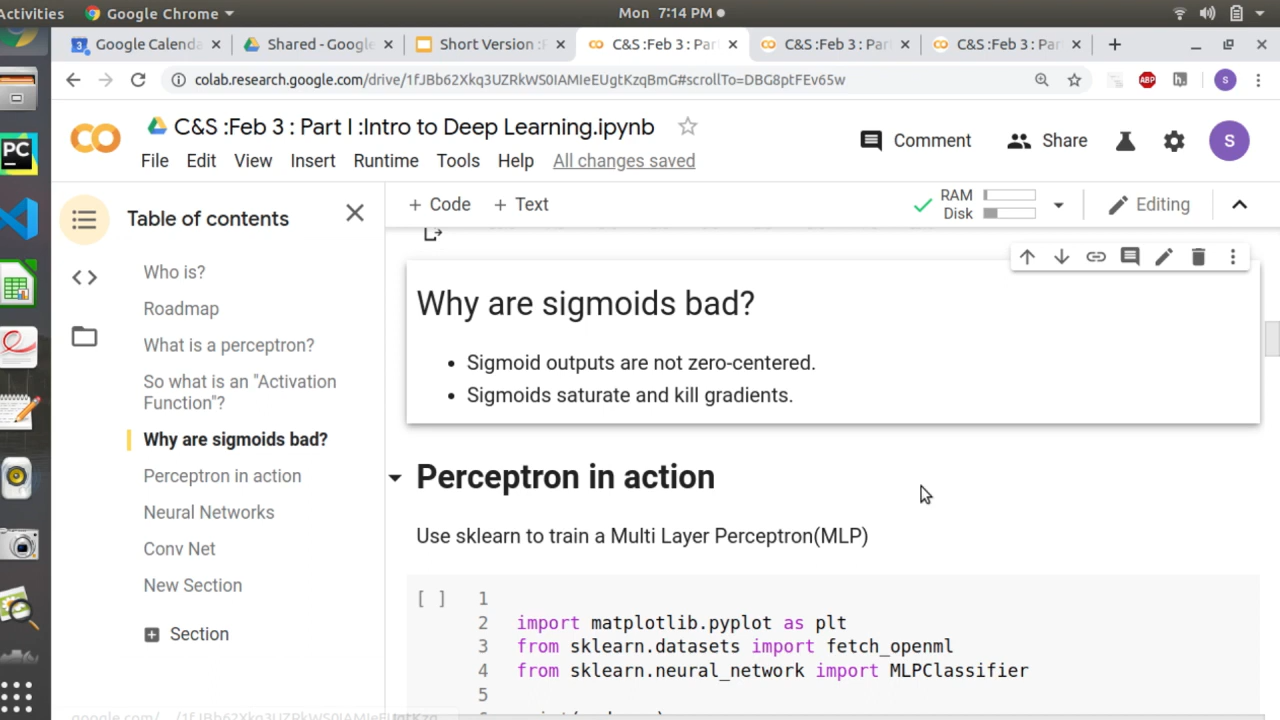 Activities
Google Chrome
Mon 7:14 PM
Google Calenda
Shared - Google
Short Version :
C&S :Feb 3 : Par
C&S :Feb 3 : Par
C&S :Feb 3 : Par
colab.research.google.com/drive/1fJBb62Xkq3UZRkWS0IAMIeEUgtKzqBmG#scrollTo=DBG8ptFEv65w
ABP
S
PC
C&S :Feb 3 : Part I :Intro to Deep Learning.ipynb
Comment
Share
S
File Edit View Insert Runtime Tools Help All changes saved
+ Code + Text
RAM
Disk
Editing
Table of contents
Who is?
Roadmap
What is a perceptron?
So what is an "Activation
Function"?
Why are sigmoids bad?
Perceptron in action
Neural Networks
Conv Net
New Section
Section
Why are sigmoids bad?
• Sigmoid outputs are not zero-centered.
• Sigmoids saturate and kill gradients.
Perceptron in action
Use sklearn to train a Multi Layer Perceptron(MLP)
[ ] 1
2 import matplotlib.pyplot as plt
3 from sklearn.datasets import fetch_openml
4 from sklearn.neural_network import MLPClassifier
5